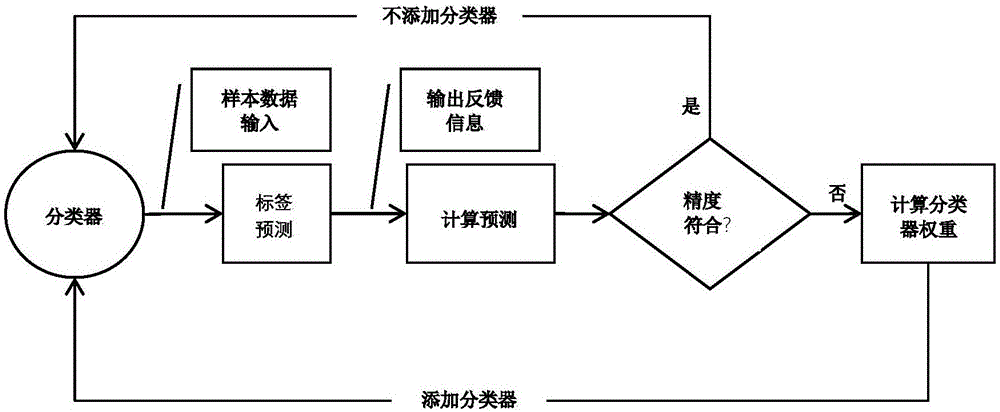 不添加分类器
样本数据
输入
输出反馈
信息
是
分类器
标签
预测
计算预测
精度
符合?
否
计算分类
器权重
添加分类器